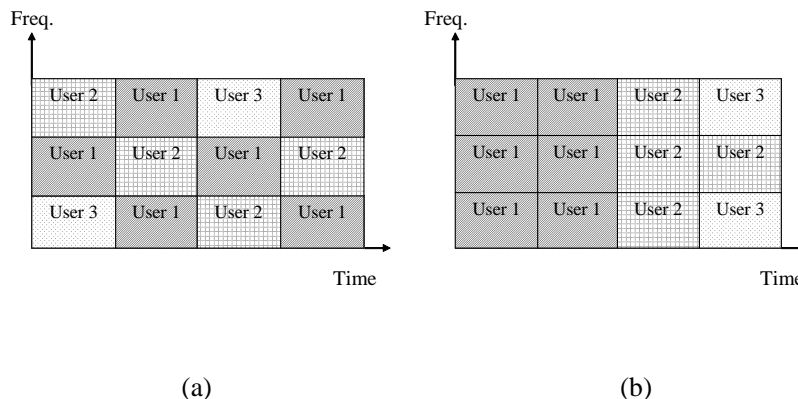 Freq.
User 2 User 1 User 3 User 1
User 1 User 2 User 1 User 2
User 3 User 1 User 2 User 1
Time
(a)
Freq.
User 1 User 1 User 2 User 3
User 1 User 1 User 2 User 2
User 1 User 1 User 2 User 3
Time
(b)